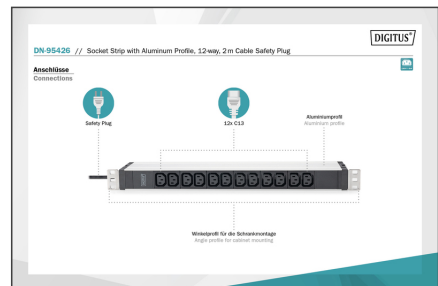 DIGITUS®
DN-95426 // Socket Strip with Aluminum Profile, 12-way, 2 m Cable Safety Plug
Anschlüsse
Connections
Safety Plug
12x C13
Aluminiumprofil
Aluminium profile
Winkelprofil für die Schrankmontage
Angle profile for cabinet mounting